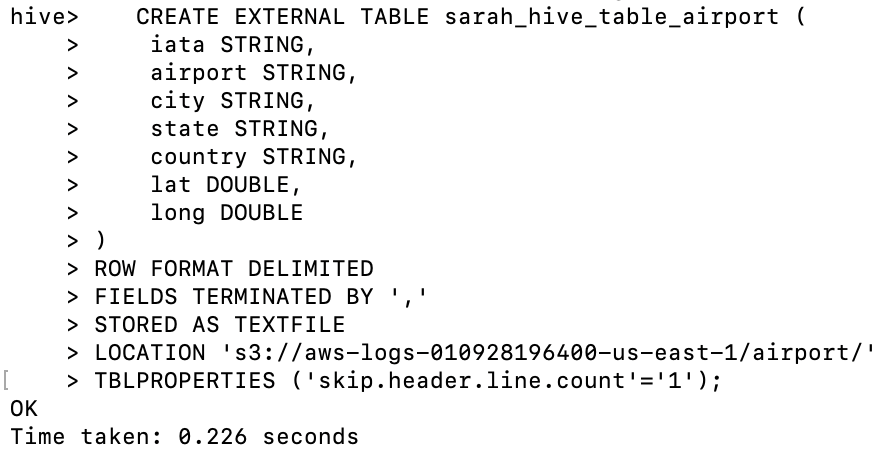 hive>    CREATE EXTERNAL TABLE sarah_hive_table_airport (
    >     iata STRING,
    >     airport STRING,
    >     city STRING,
    >     state STRING,
    >     country STRING,
    >     lat DOUBLE,
    >     long DOUBLE
    > )
    > ROW FORMAT DELIMITED
    > FIELDS TERMINATED BY ','
    > STORED AS TEXTFILE
    > LOCATION 's3://aws-logs-010928196400-us-east-1/airport/'
[    > TBLPROPERTIES ('skip.header.line.count'='1');
OK
Time taken: 0.226 seconds